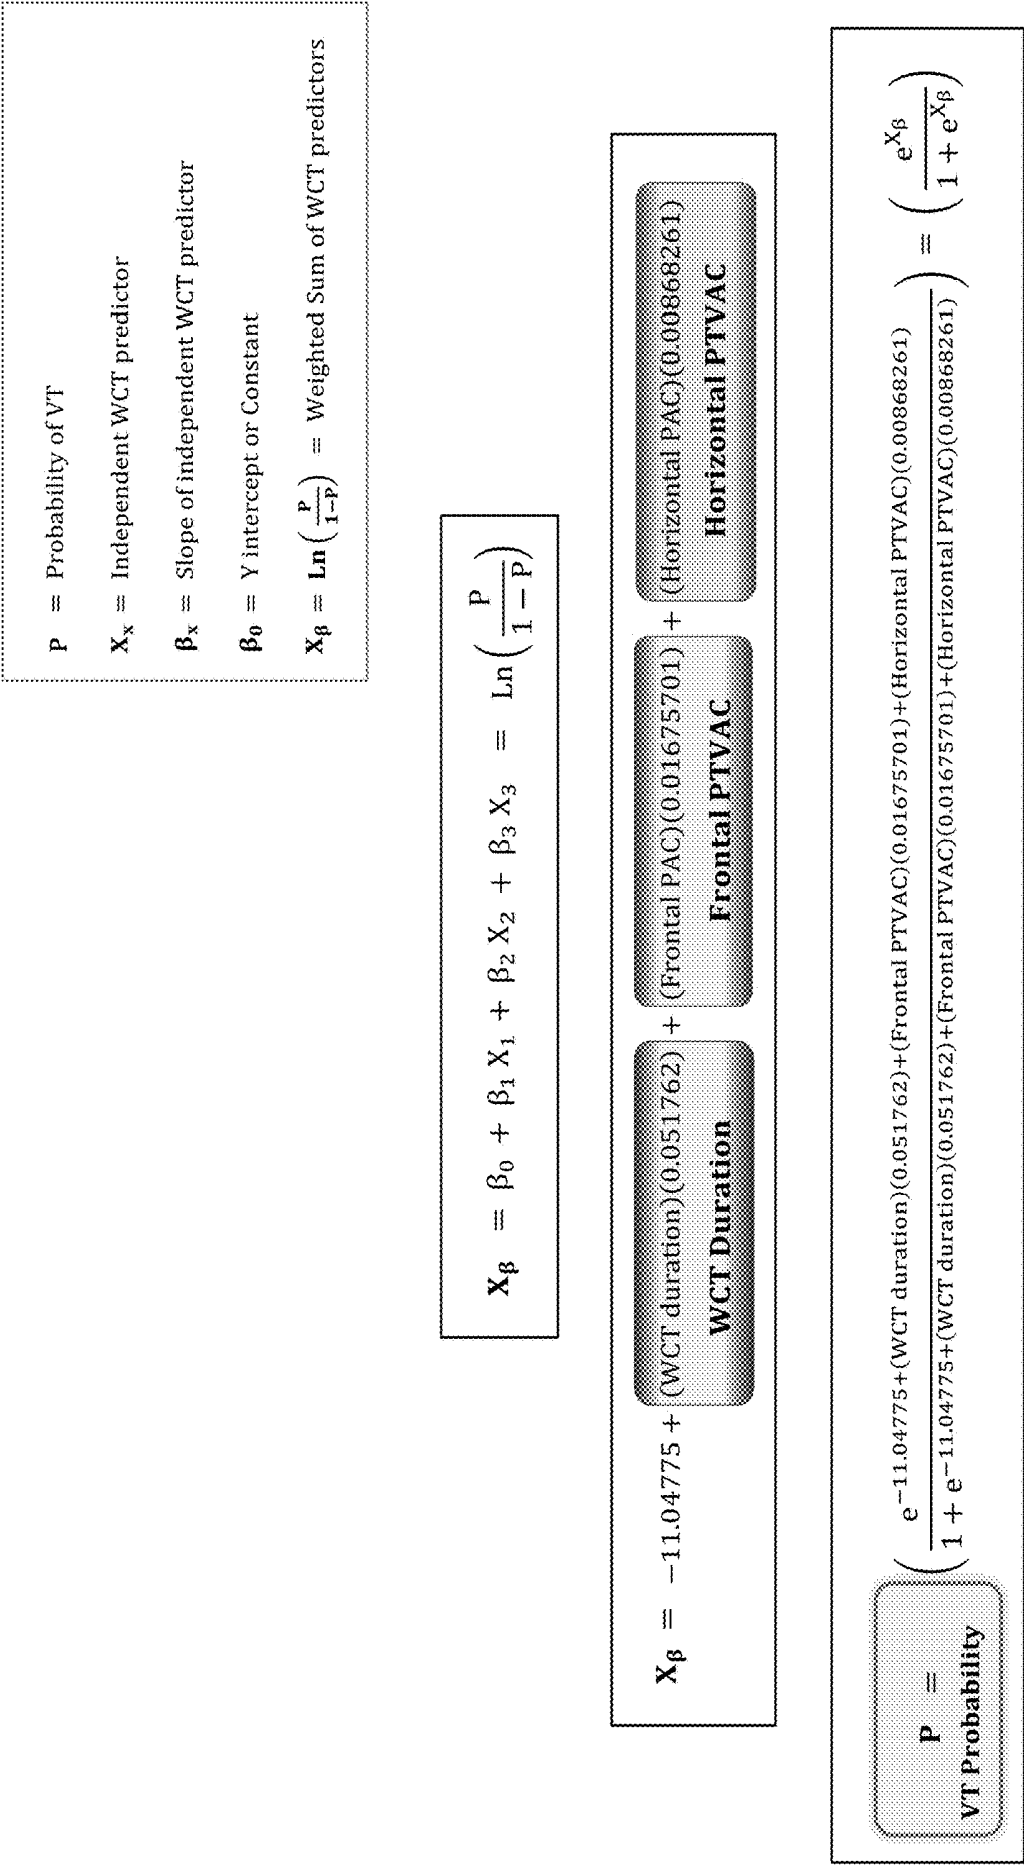 P = Probability of VT
Xₓ = Independent WCT predictor
βₓ = Slope of independent WCT predictor
β₀ = Y intercept or Constant
Xᵦ = Ln(P/1−P) = Weighted Sum of WCT predictors
Xᵦ = β₀ + β₁ X₁ + β₂ X₂ + β₃ X₃ = Ln(P/1 − P)
Xᵦ = −11.04775 + (WCT duration)(0.051762) + (Frontal PAC)(0.01675701) + (Horizontal PAC)(0.00868261)
WCT Duration Frontal PTVAC Horizontal PTVAC
P =
VT Probability
(e^−11.04775+(WCT duration)(0.051762)+(Frontal PTVAC)(0.01675701)+(Horizontal PTVAC)(0.00868261)
1 + e^−11.04775+(WCT duration)(0.051762)+(Frontal PTVAC)(0.01675701)+(Horizontal PTVAC)(0.00868261)) = (e^Xᵦ/1 + e^Xᵦ)